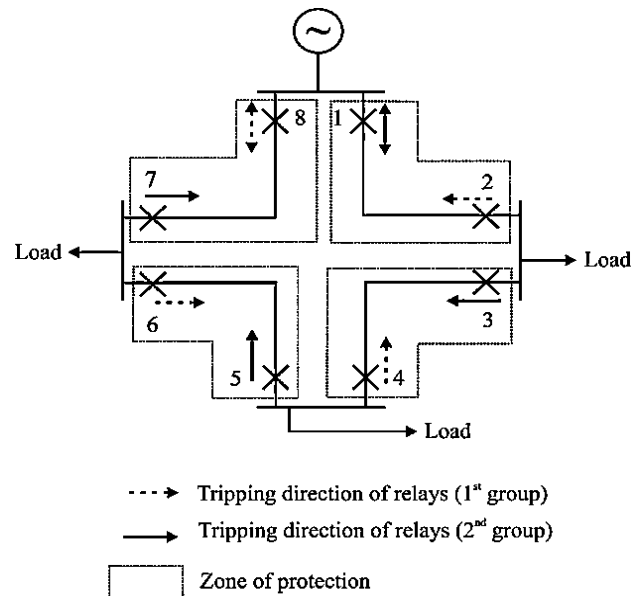 ~
8
1
7
2
Load
Load
6
3
5
4
Load
Tripping direction of relays (1st group)
Tripping direction of relays (2nd group)
Zone of protection